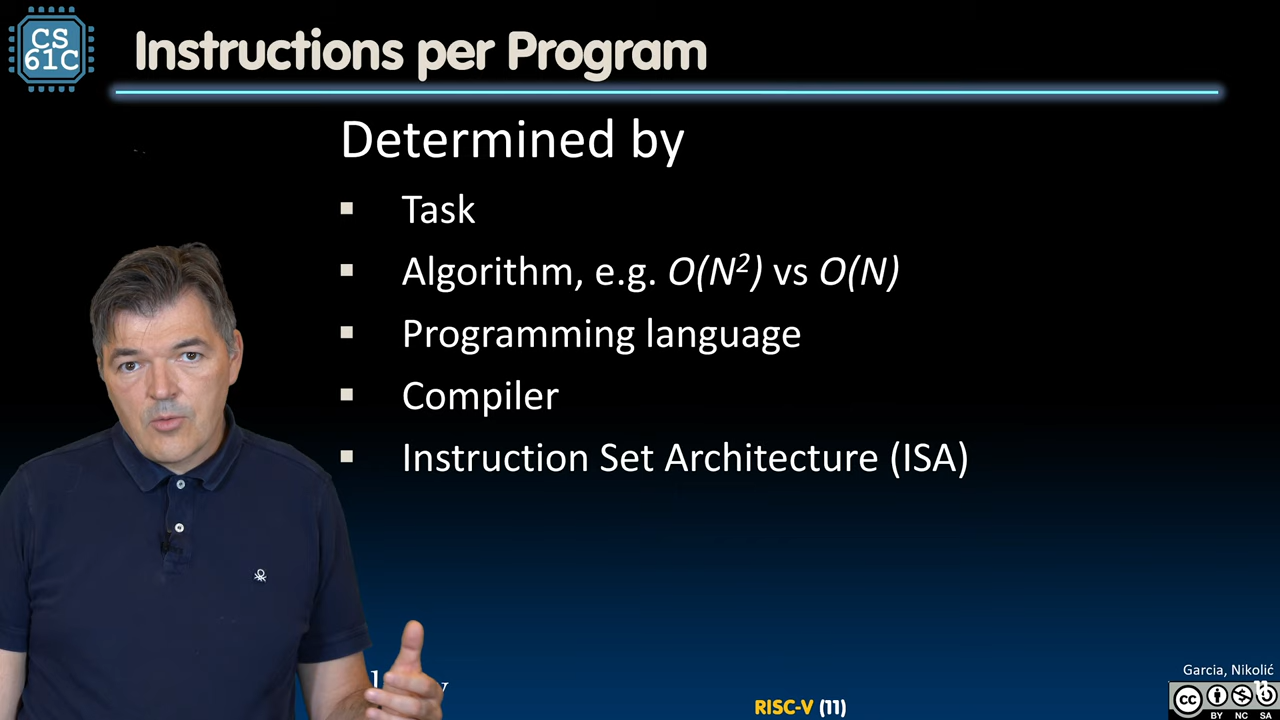 CS
61C
Instructions per Program
Determined by
▪ Task
▪ Algorithm, e.g. O(N²) vs O(N)
▪ Programming language
▪ Compiler
▪ Instruction Set Architecture (ISA)
Garcia, Nikolić
RISC-V (11)
cc
BY NC SA